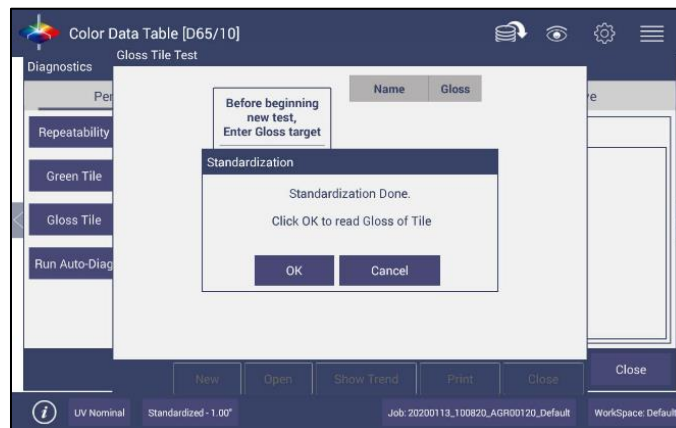 Color Data Table [D65/10]
Gloss Tile Test
Diagnostics
Name Gloss
Before beginning
new test,
Enter Gloss target
Repeatability
Standardization
Standardization Done.
Green Tile
Click OK to read Gloss of Tile
Gloss Tile
Run Auto-Diag
OK Cancel
New Open Show Trend Print Close
Close
i UV Nominal Standardized - 1.00" Job: 20200113_100820_AGR00120_Default WorkSpace: Default